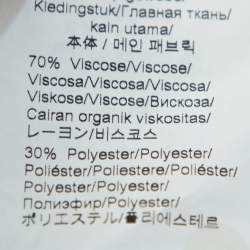 Kledingstuk/Главная ткань/
kain utama/
本体 / 메인 패브릭
70% Viscose/Viscose/
Viscosa/Viscosa/Viscosa/
Viskose/Viscose/Вискоза/
Cairan organik viskositas/
レーヨン/비스코스
30% Polyester/Polyester/
Poliéster/Poliestere/Poliéster/
Polyester/Polyester/
Полиэфир/Polyester/
ポリエステル/폴리에스테르